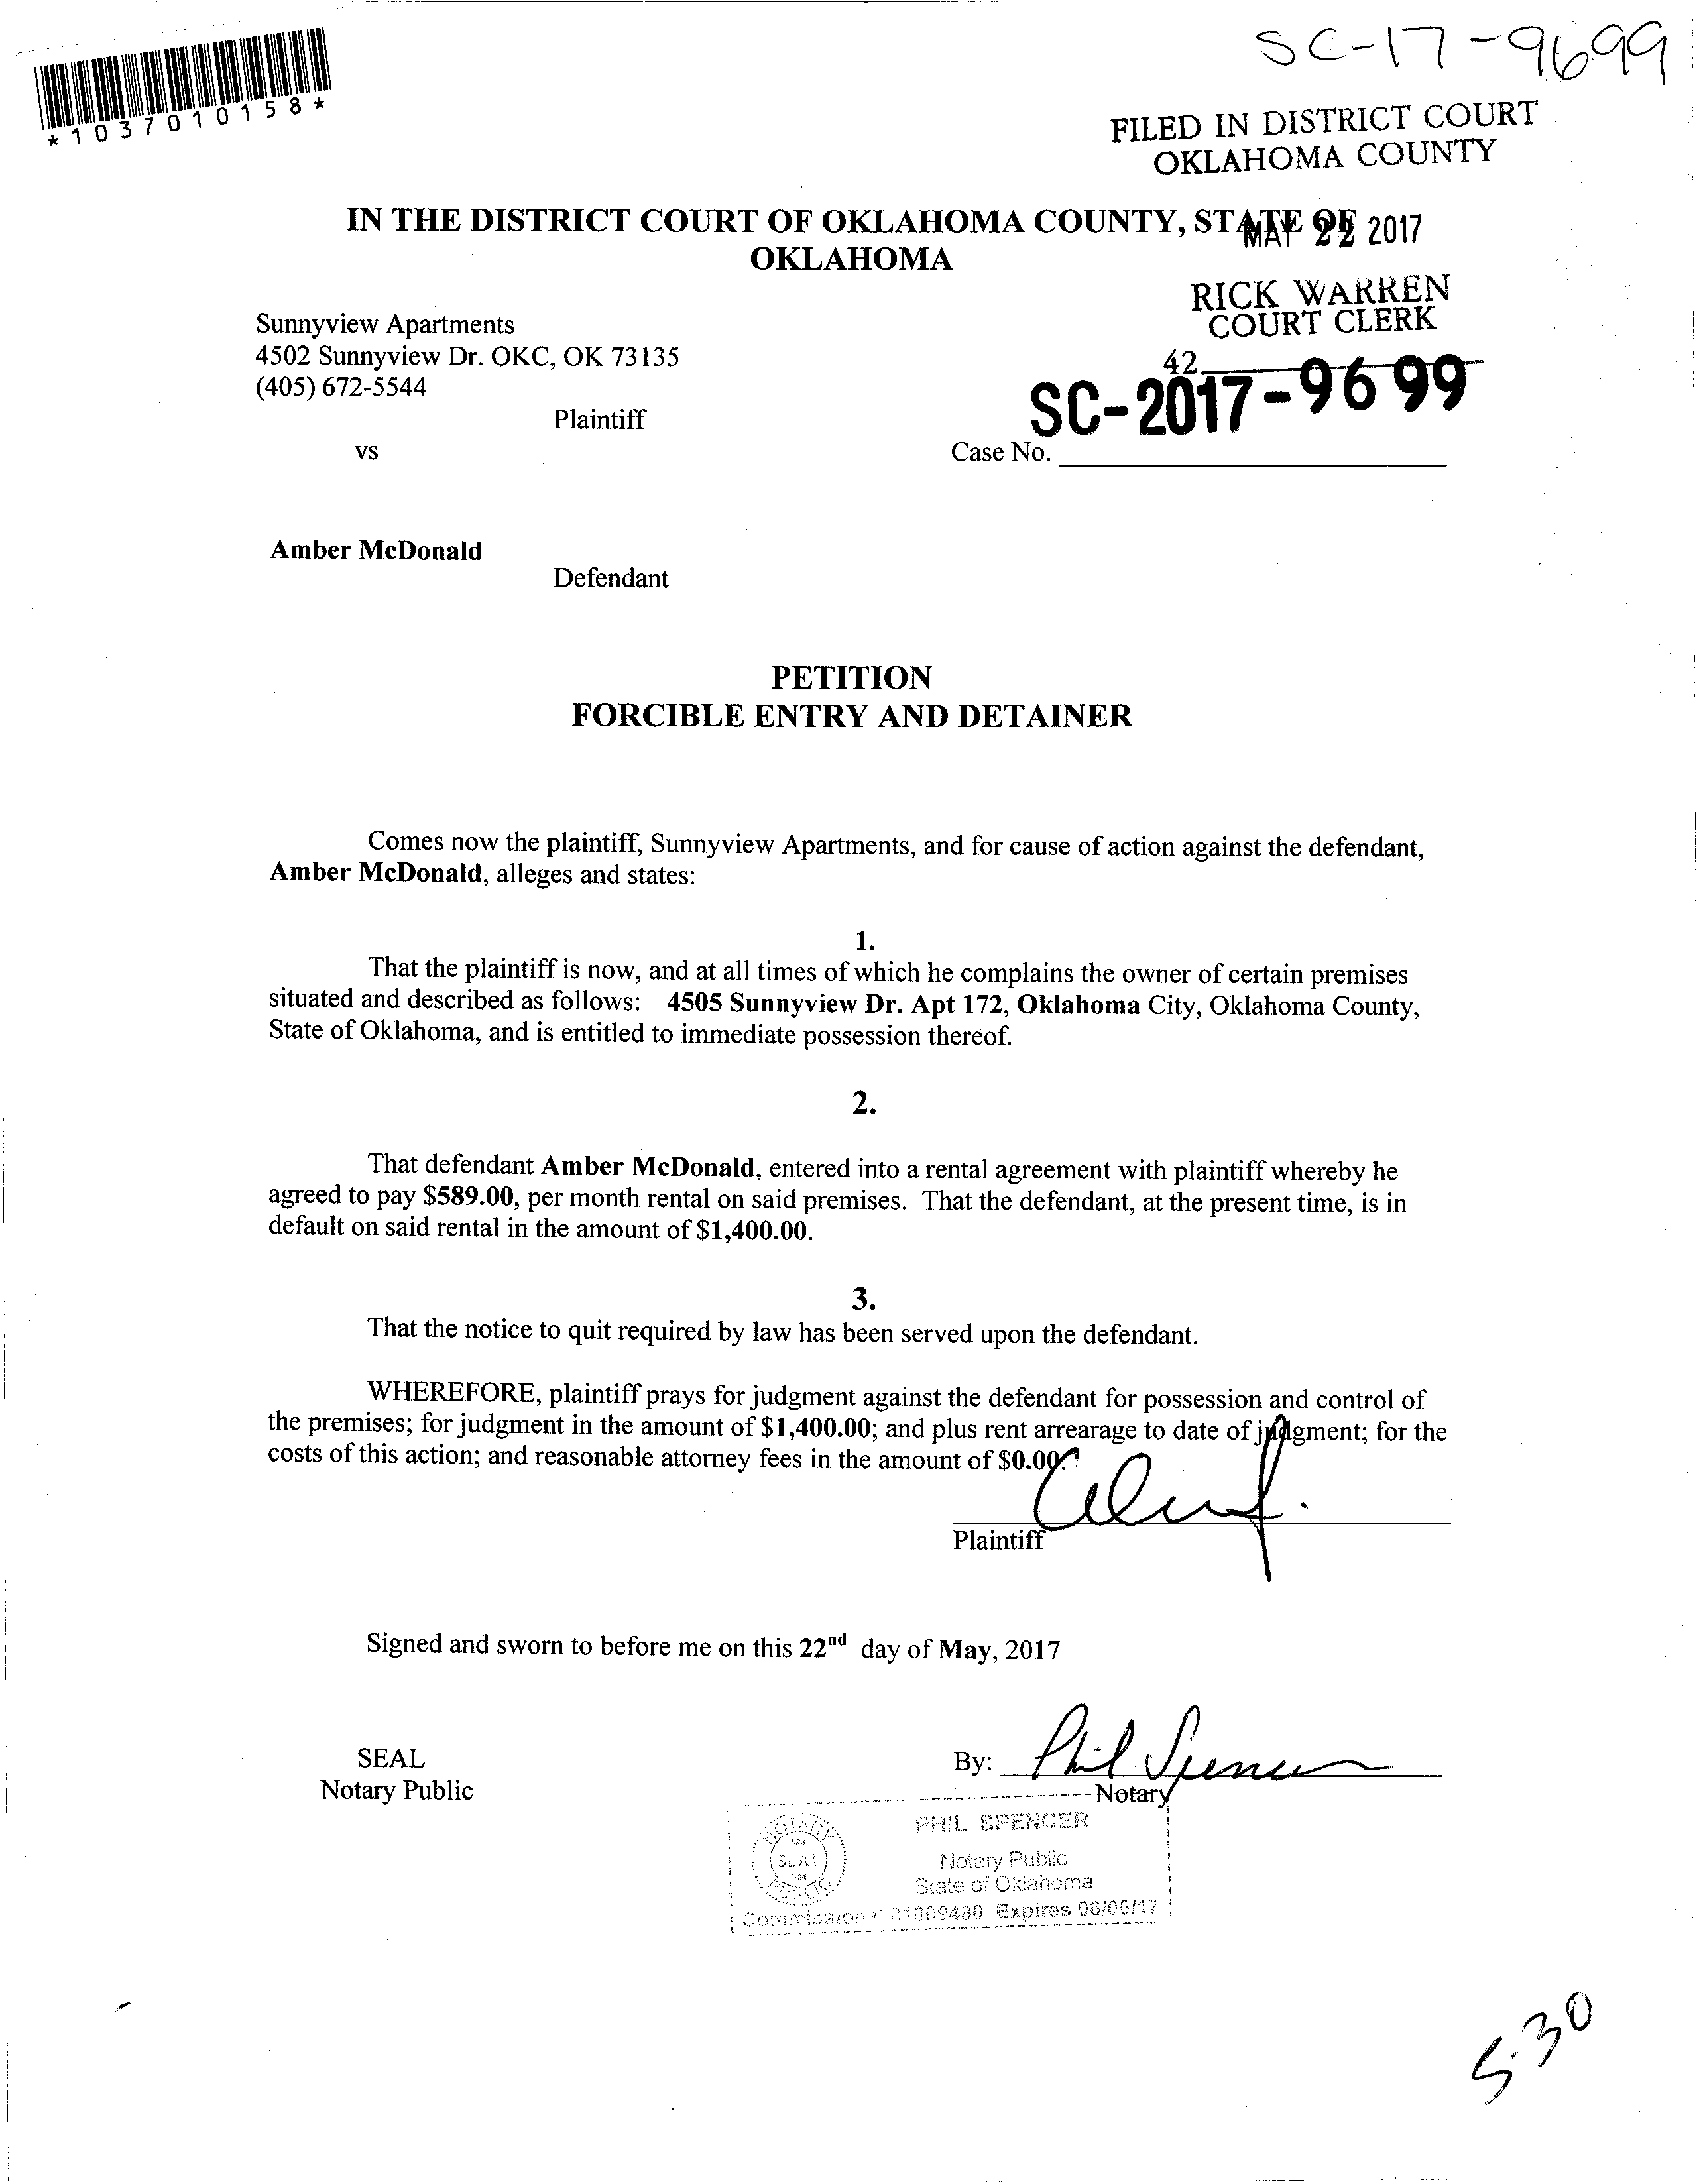 SC-17-9699
*1037010158*
FILED IN DISTRICT COURT
OKLAHOMA COUNTY
IN THE DISTRICT COURT OF OKLAHOMA COUNTY, STATE OF
MAY 22 2017
OKLAHOMA
RICK WARREN
COURT CLERK
Sunnyview Apartments
4502 Sunnyview Dr. OKC, OK 73135
42
(405) 672-5544
SC-2017-9699
Plaintiff
vs
Case No.
Amber McDonald
Defendant
PETITION
FORCIBLE ENTRY AND DETAINER
Comes now the plaintiff, Sunnyview Apartments, and for cause of action against the defendant,
Amber McDonald, alleges and states:
1.
That the plaintiff is now, and at all times of which he complains the owner of certain premises
situated and described as follows: 4505 Sunnyview Dr. Apt 172, Oklahoma City, Oklahoma County,
State of Oklahoma, and is entitled to immediate possession thereof.
2.
That defendant Amber McDonald, entered into a rental agreement with plaintiff whereby he
agreed to pay $589.00, per month rental on said premises. That the defendant, at the present time, is in
default on said rental in the amount of $1,400.00.
3.
That the notice to quit required by law has been served upon the defendant.
WHEREFORE, plaintiff prays for judgment against the defendant for possession and control of
the premises; for judgment in the amount of $1,400.00; and plus rent arrearage to date of judgment; for the
costs of this action; and reasonable attorney fees in the amount of $0.00.
Plaintiff
Signed and sworn to before me on this 22nd day of May, 2017
SEAL
By: Phil Spencer
Notary Public
Notary
PHIL SPENCER
NOTARY
SEAL
PUBLIC
Notary Public
State of Oklahoma
Commission # 01009480 Expires 06/06/17
5-30